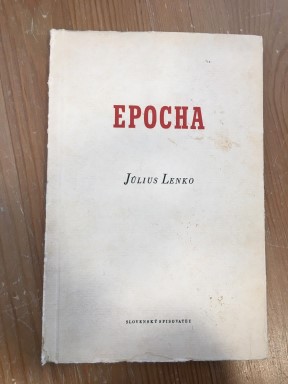 EPOCHA
JÚLIUS LENKO
SLOVENSKÝ SPISOVATEĽ